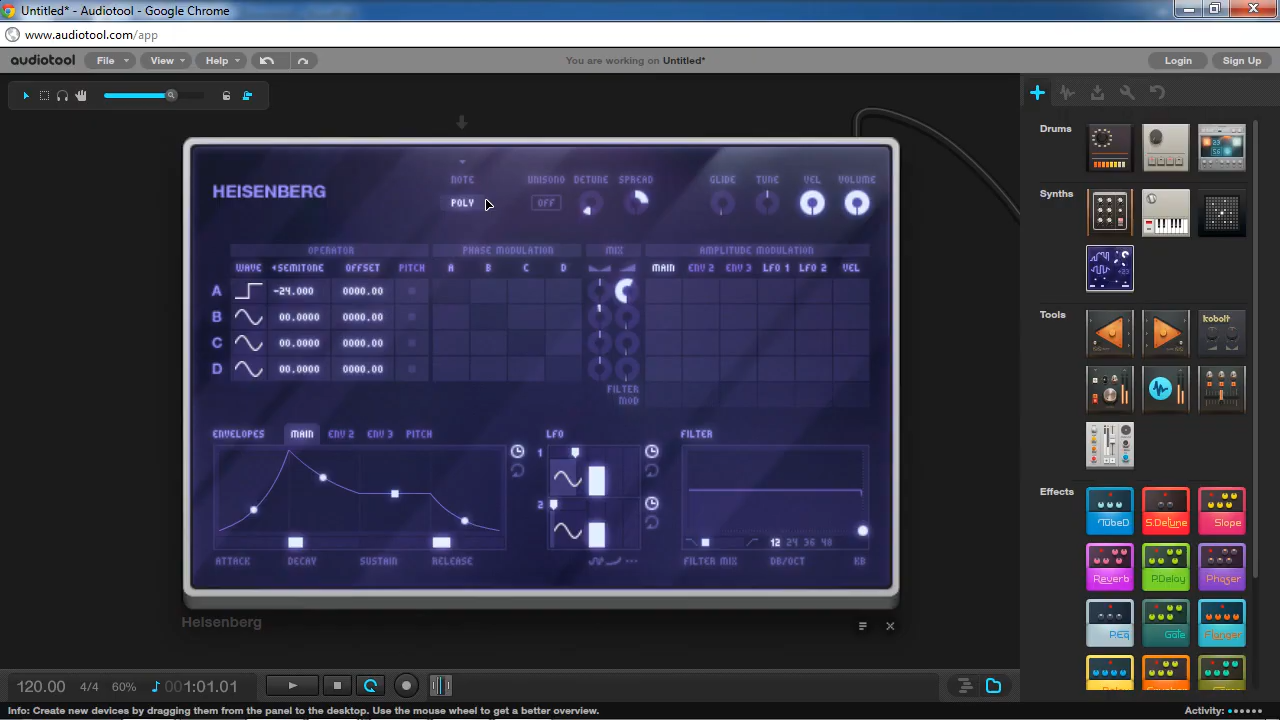 Untitled* - Audiotool - Google Chrome
www.audiotool.com/app
audiotool File View Help You are working on Untitled* Login Sign Up
Drums
Synths
Tools
kobolt
Effects
TubeD S.Detune Slope
Reverb P.Delay Phaser
PEQ Gate Flanger
HEISENBERG
NOTE UNISONO DETUNE SPREAD GLIDE TUNE VEL VOLUME
POLY OFF
OPERATOR PHASE MODULATION MIX AMPLITUDE MODULATION
WAVE +SEMITONE OFFSET PITCH A B C D MAIN ENV 2 ENV 3 LFO 1 LFO 2 VEL
A -24.000 0000.00
B 00.0000 0000.00
C 00.0000 0000.00
D 00.0000 0000.00
FILTER
MOD
ENVELOPES MAIN ENV 2 ENV 3 PITCH LFO FILTER
1
2
12 24 36 48
ATTACK DECAY SUSTAIN RELEASE FILTER MIX DB/OCT KB
Heisenberg
120.00 4/4 60% 001:01.01
Info: Create new devices by dragging them from the panel to the desktop. Use the mouse wheel to get a better overview. Activity: